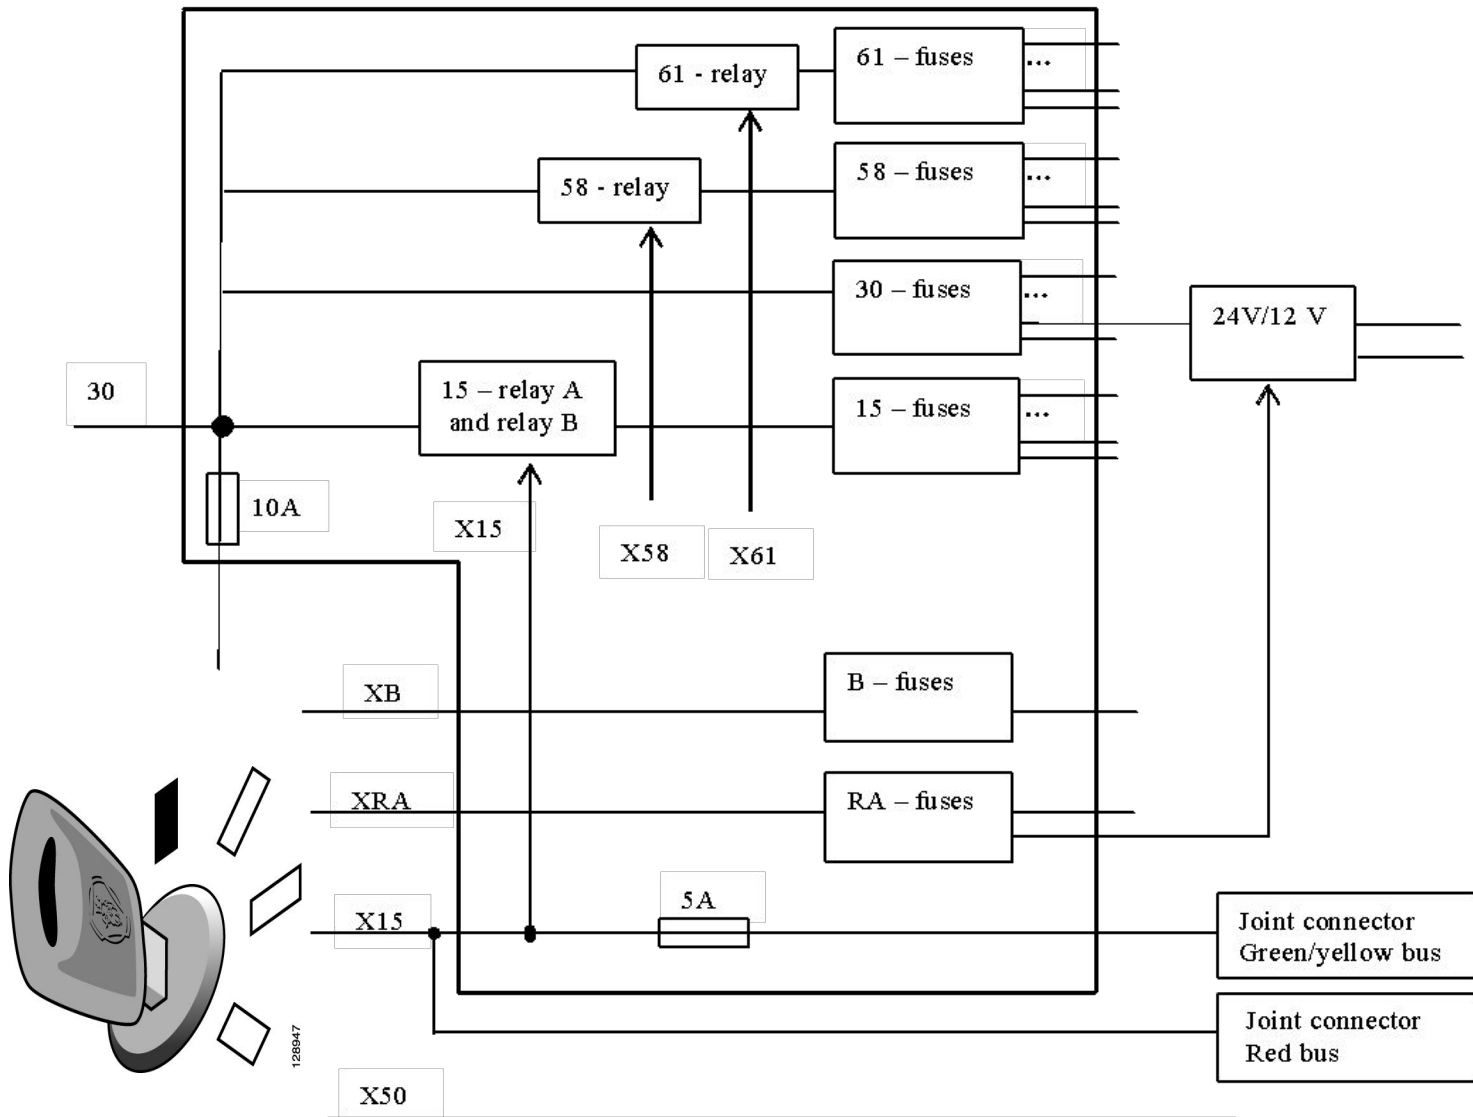 61 - relay
61 – fuses
...
58 - relay
58 – fuses
...
30 – fuses
...
24V/12 V
30
15 – relay A
and relay B
15 – fuses
...
10A
X15
X58
X61
XB
B – fuses
XRA
RA – fuses
X15
5A
Joint connector
Green/yellow bus
Joint connector
Red bus
128947
X50